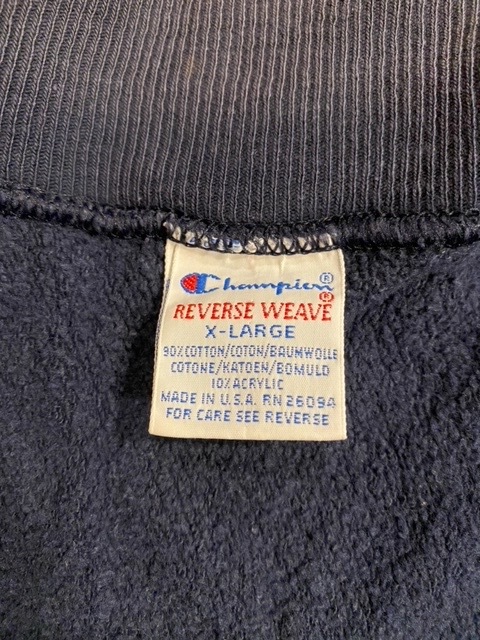 Champion®
REVERSE WEAVE®
X-LARGE
90% COTTON/COTON/BAUMWOLLE
COTONE/KATOEN/BOMULD
10% ACRYLIC
MADE IN U.S.A. RN 26094
FOR CARE SEE REVERSE